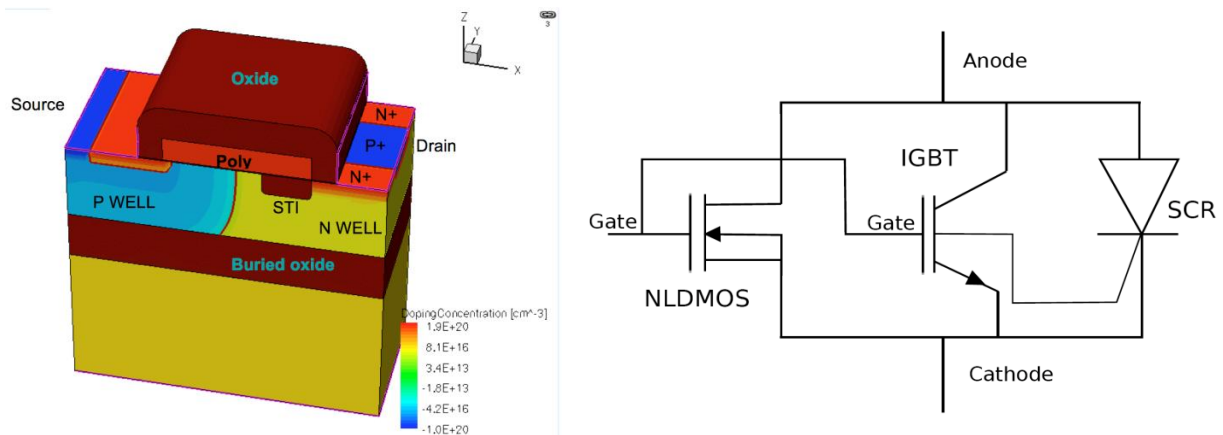 Z
Y
X
3
Oxide
Source
N+
P+
Drain
Poly
N+
P WELL
STI
N WELL
Buried oxide
DopingConcentration [cm^-3]
1.9E+20
8.1E+16
3.4E+13
-1.8E+13
-4.2E+16
-1.0E+20
Anode
IGBT
SCR
Gate
Gate
NLDMOS
Cathode